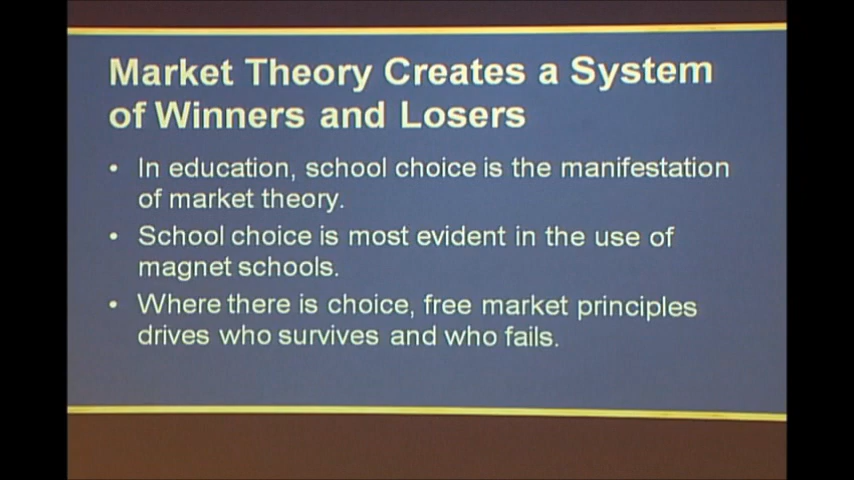 Market Theory Creates a System
of Winners and Losers
• In education, school choice is the manifestation
of market theory.
• School choice is most evident in the use of
magnet schools.
• Where there is choice, free market principles
drives who survives and who fails.